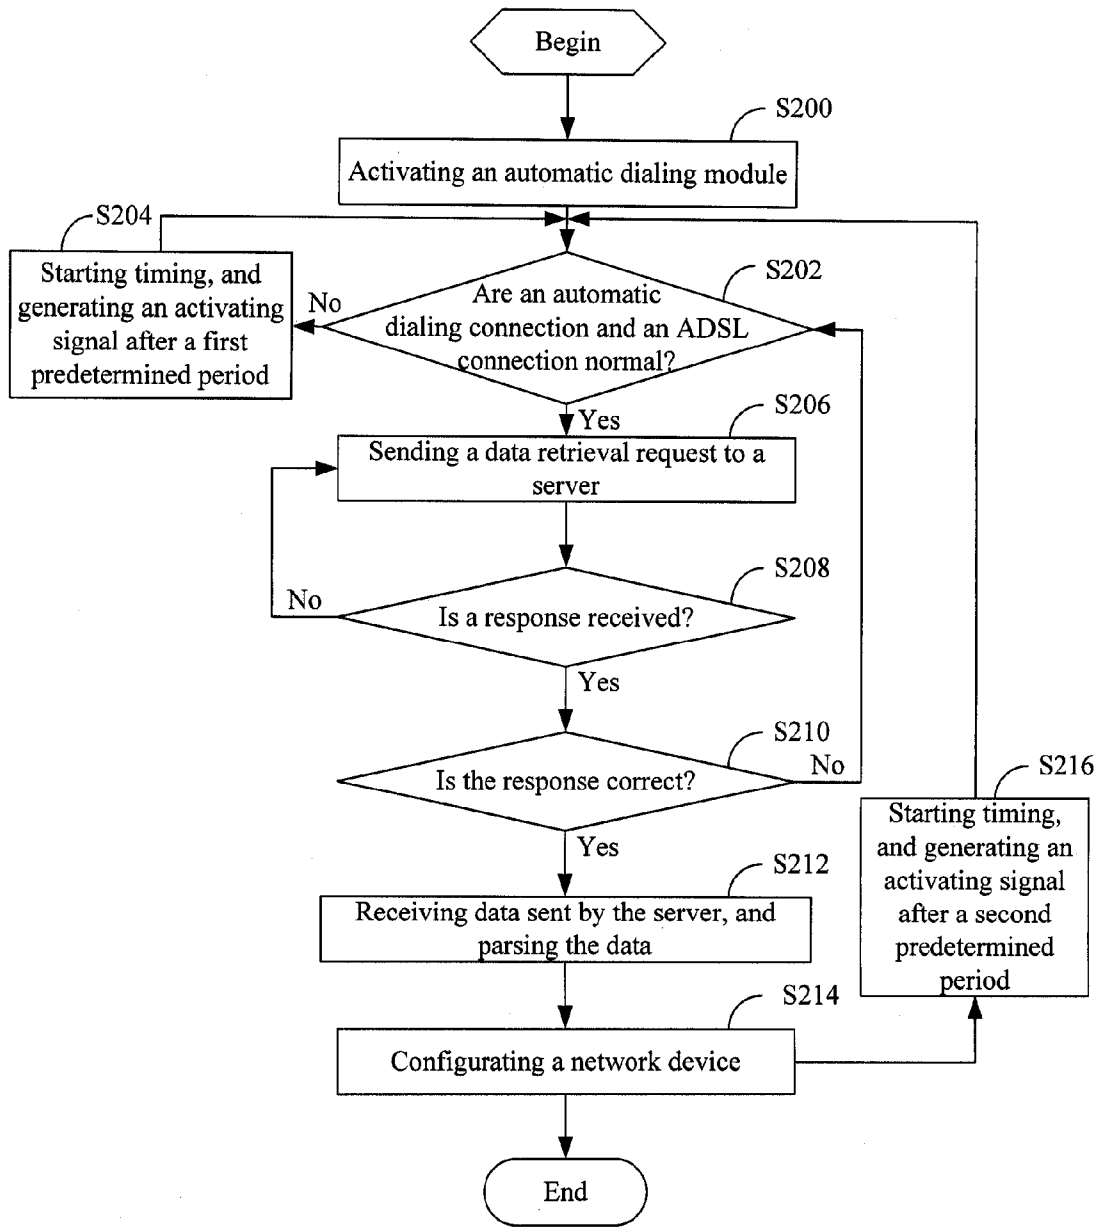 Begin
S200
Activating an automatic dialing module
S204
Starting timing, and
generating an activating
signal after a first
predetermined period
No
S202
Are an automatic
dialing connection and an ADSL
connection normal?
Yes
S206
Sending a data retrieval request to a
server
S208
Is a response received?
No
Yes
S210
Is the response correct?
No
Yes
S216
Starting timing,
and generating an
activating signal
after a second
predetermined
period
S212
Receiving data sent by the server, and
parsing the data
S214
Configurating a network device
End